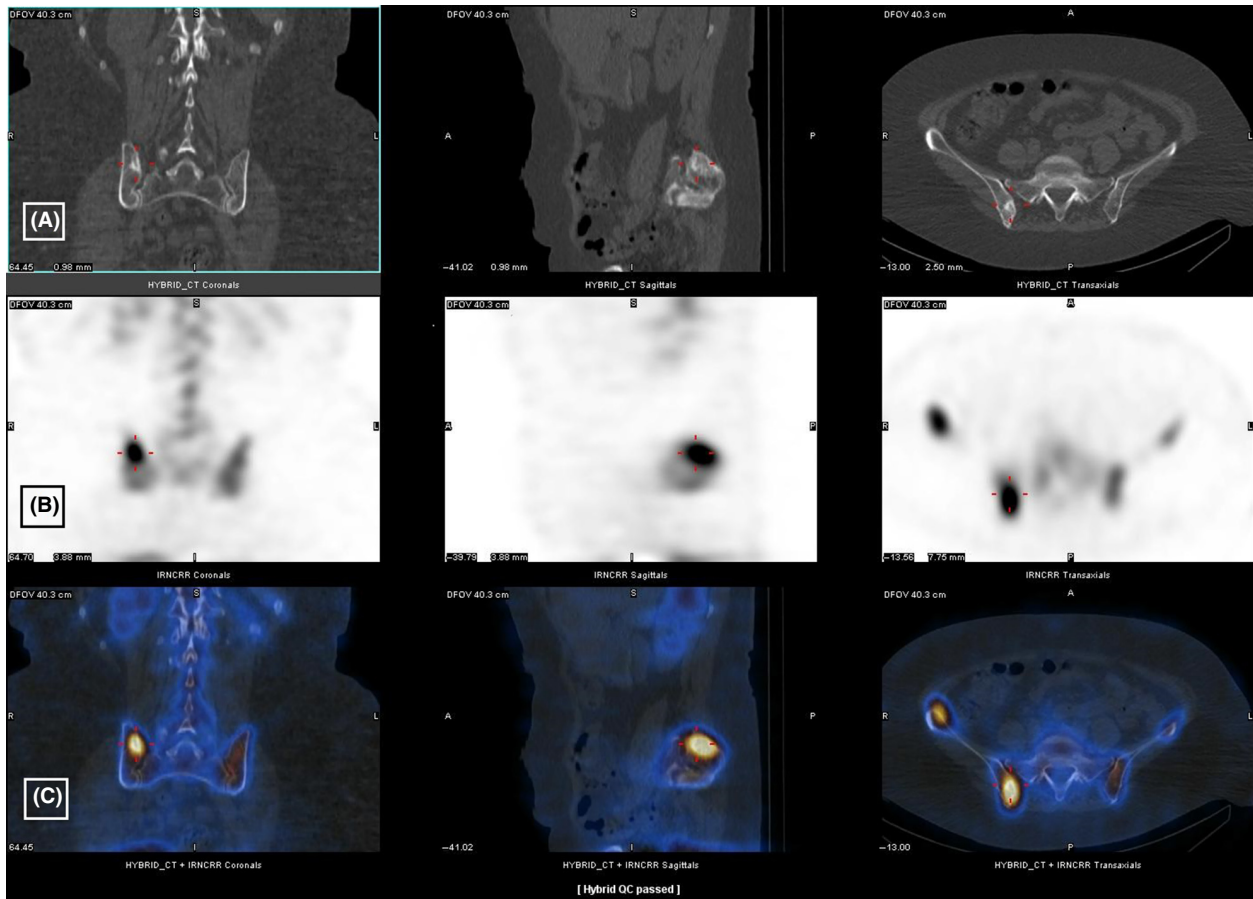 DFOV 40.3 cm
S
R
L
(A)
64.45 0.98 mm
I
HYBRID_CT Coronals
DFOV 40.3 cm
S
A
P
-41.02 0.98 mm
I
HYBRID_CT Sagittals
DFOV 40.3 cm
A
R
L
-13.00 2.50 mm
P
HYBRID_CT Transaxials
DFOV 40.3 cm
S
R
L
(B)
64.70 3.88 mm
I
IRNCRR Coronals
DFOV 40.3 cm
S
A
P
-39.79 3.88 mm
I
IRNCRR Sagittals
DFOV 40.3 cm
A
R
L
-13.56 7.75 mm
P
IRNCRR Transaxials
DFOV 40.3 cm
S
R
L
(C)
64.45
I
HYBRID_CT + IRNCRR Coronals
DFOV 40.3 cm
S
A
P
-41.02
I
HYBRID_CT + IRNCRR Sagittals
DFOV 40.3 cm
A
R
L
-13.00
P
HYBRID_CT + IRNCRR Transaxials
[ Hybrid QC passed ]